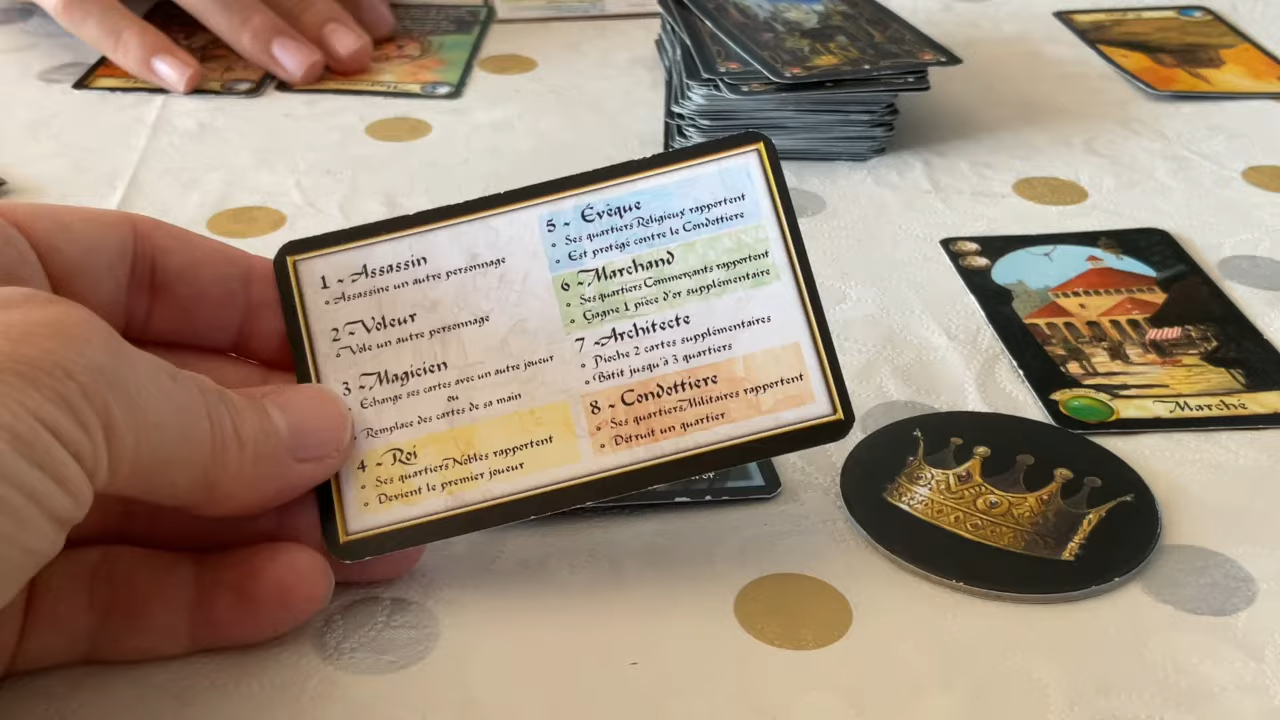 1 ~ Assassin
Assassine un autre personnage
2 ~ Voleur
Vole un autre personnage
3 ~ Magicien
Échange ses cartes avec un autre joueur
ou
Remplace des cartes de sa main
4 ~ Roi
Ses quartiers Nobles rapportent
Devient le premier joueur
5 ~ Évêque
Ses quartiers Religieux rapportent
Est protégé contre le Condottiere
6 ~ Marchand
Ses quartiers Commerçants rapportent
Gagne 1 pièce d'or supplémentaire
7 ~ Architecte
Pioche 2 cartes supplémentaires
Bâtit jusqu'à 3 quartiers
8 ~ Condottiere
Ses quartiers Militaires rapportent
Détruit un quartier
Marché